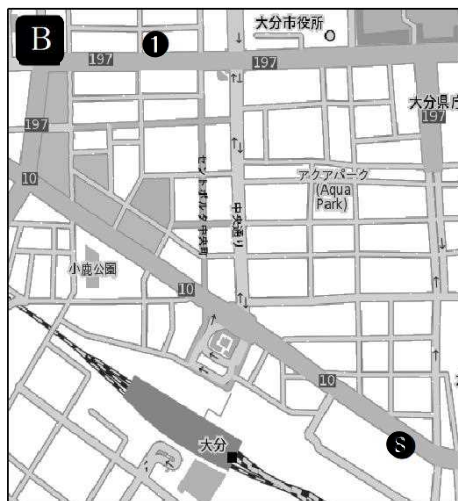 B
1
大分市役所
197
197
大分県庁
197
197
10
アクアパーク
(Aqua
Park)
セントポルタ中央町
中央通り
小鹿公園
10
10
大分
S